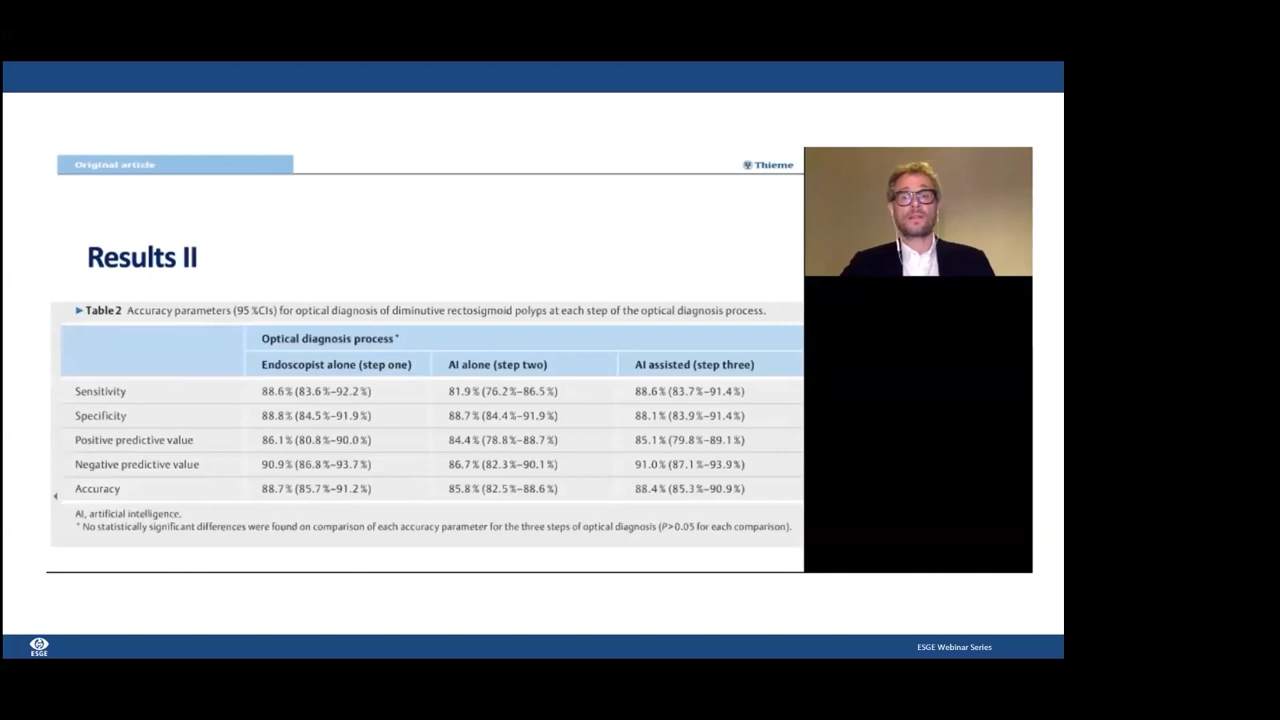 Original article
Thieme
Results II
▶ Table 2 Accuracy parameters (95 %CIs) for optical diagnosis of diminutive rectosigmoid polyps at each step of the optical diagnosis process.
Optical diagnosis process*
Endoscopist alone (step one) AI alone (step two) AI assisted (step three)
Sensitivity 88.6% (83.6%–92.2%) 81.9% (76.2%–86.5%) 88.6% (83.7%–91.4%)
Specificity 88.8% (84.5%–91.9%) 88.7% (84.4%–91.9%) 88.1% (83.9%–91.4%)
Positive predictive value 86.1% (80.8%–90.0%) 84.4% (78.8%–88.7%) 85.1% (79.8%–89.1%)
Negative predictive value 90.9% (86.8%–93.7%) 86.7% (82.3%–90.1%) 91.0% (87.1%–93.9%)
Accuracy 88.7% (85.7%–91.2%) 85.8% (82.5%–88.6%) 88.4% (85.3%–90.9%)
AI, artificial intelligence.
* No statistically significant differences were found on comparison of each accuracy parameter for the three steps of optical diagnosis (P>0.05 for each comparison).
ESGE
ESGE Webinar Series